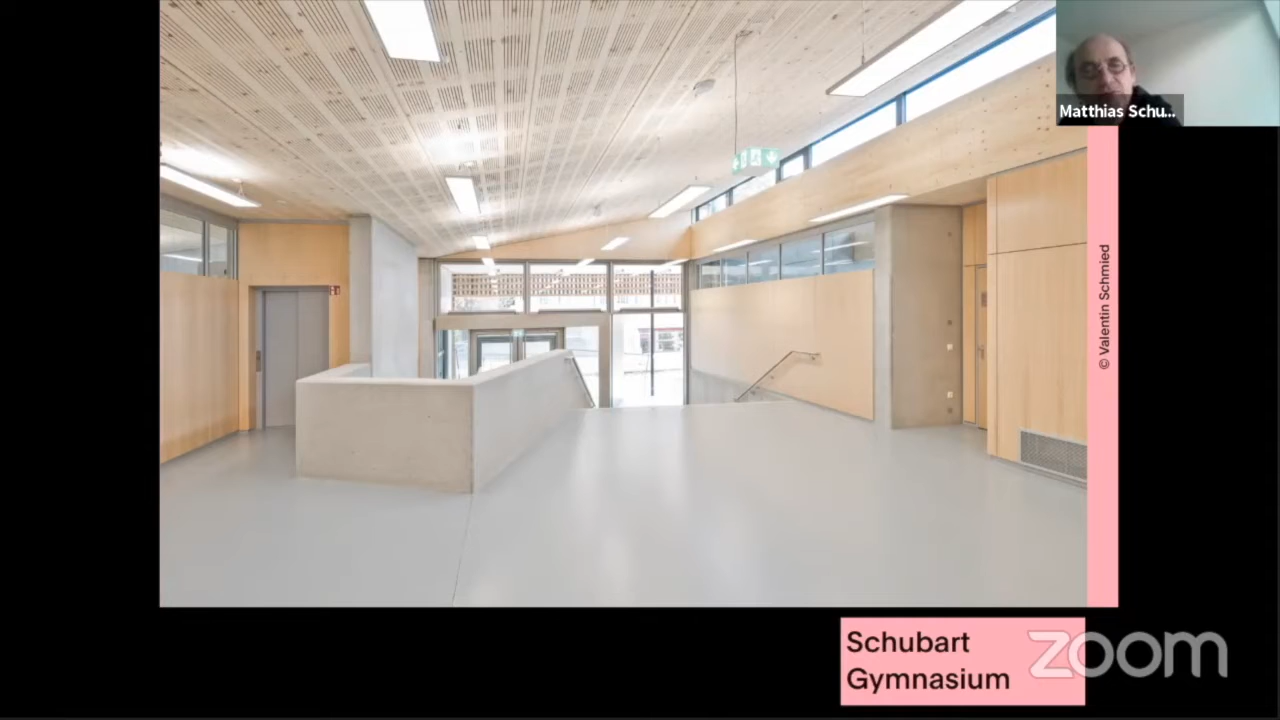 Matthias Schu...
© Valentin Schmied
Schubart
Gymnasium
zoom